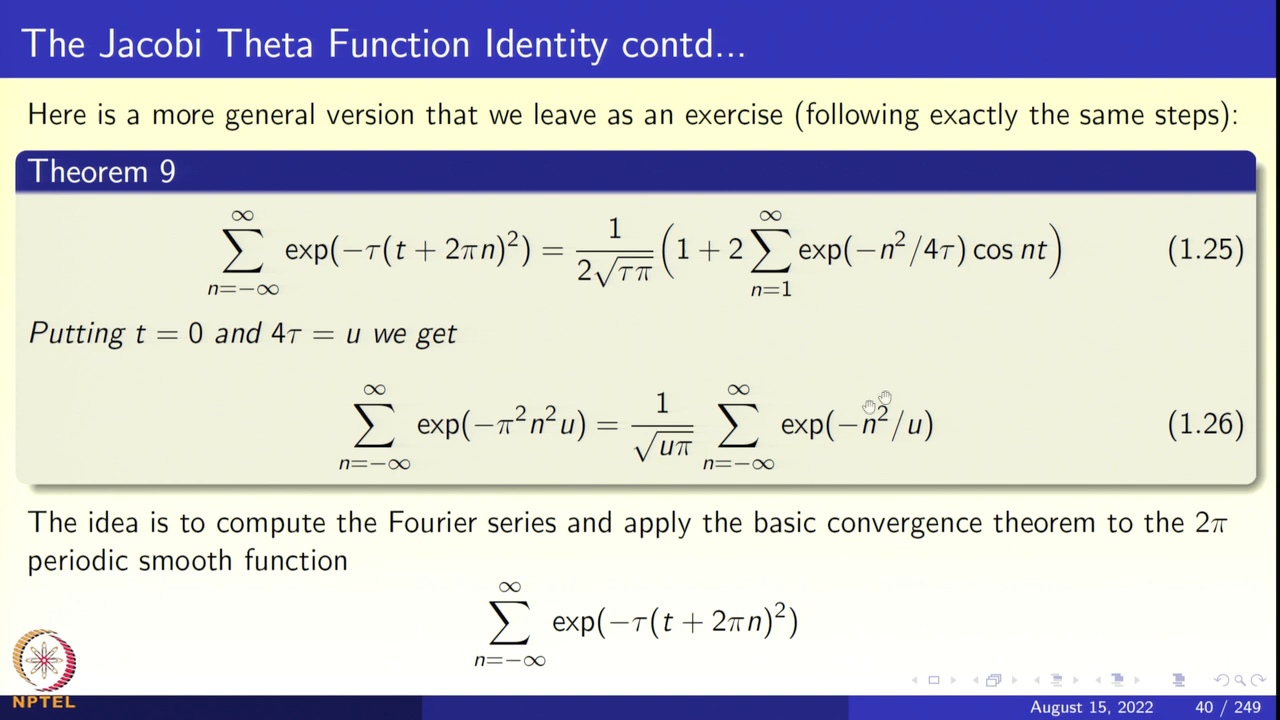 The Jacobi Theta Function Identity contd...
Here is a more general version that we leave as an exercise (following exactly the same steps):
Theorem 9
∑_{n=−∞}^{∞} exp(−τ(t + 2πn)²) = \frac{1}{2√τπ} (1 + 2 ∑_{n=1}^{∞} exp(−n²/4τ) cos nt) (1.25)
Putting t = 0 and 4τ = u we get
∑_{n=−∞}^{∞} exp(−π²n²u) = \frac{1}{√uπ} ∑_{n=−∞}^{∞} exp(−n²/u) (1.26)
The idea is to compute the Fourier series and apply the basic convergence theorem to the 2π
periodic smooth function
∑_{n=−∞}^{∞} exp(−τ(t + 2πn)²)
NPTEL
August 15, 2022 40 / 249